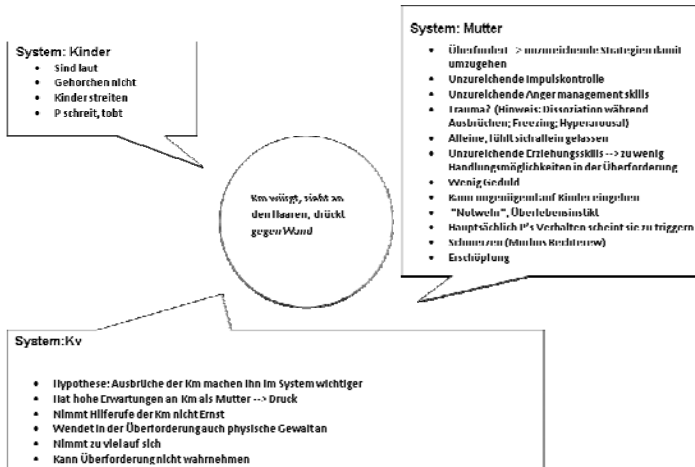 System: Kinder
• Sind laut
• Gehorchen nicht
• Kinder streiten
• P schreit, tobt
System: Mutter
• Überfordert -> unzureichende Strategien damit
umzugehen
• Unzureichende Impulskontrolle
• Unzureichende Anger management skills
• Trauma? (Hinweis: Dissoziation während
Ausbrüchen; Freezing; Hyperarousal)
• Alleine, fühlt sich allein gelassen
• Unzureichende Erziehungsskills --> zu wenig
Handlungsmöglichkeiten in der Überforderung
• Wenig Geduld
• Kann ungenügend auf Kinder eingehen
• "Notwehr", Überlebensinstikt
• Hauptsächlich P's Verhalten scheint sie zu triggern
• Schmerzen (Morbus Bechterew)
• Erschöpfung
Km würgt, zieht an
den Haaren, drückt
gegen Wand
System:Kv
• Hypothese: Ausbrüche der Km machen ihn im System wichtiger
• Hat hohe Erwartungen an Km als Mutter --> Druck
• Nimmt Hilferufe der Km nicht Ernst
• Wendet in der Überforderung auch physische Gewalt an
• Nimmt zu viel auf sich
• Kann Überforderung nicht wahrnehmen